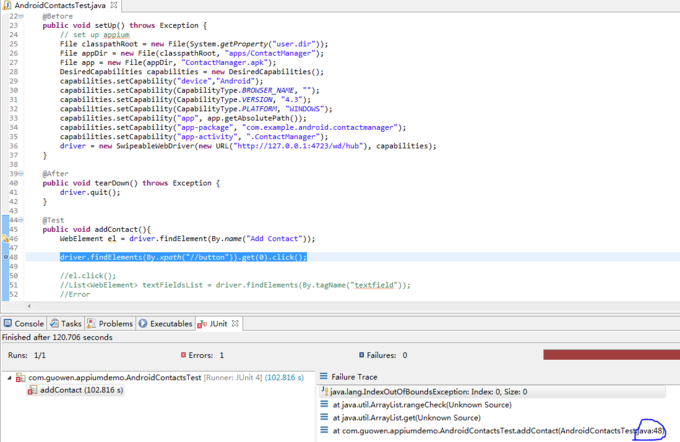 AndroidContactsTest.java
22 @Before
23 public void setUp() throws Exception {
24 // set up appium
25 File classpathRoot = new File(System.getProperty("user.dir"));
26 File appDir = new File(classpathRoot, "apps/ContactManager");
27 File app = new File(appDir, "ContactManager.apk");
28 DesiredCapabilities capabilities = new DesiredCapabilities();
29 capabilities.setCapability("device","Android");
30 capabilities.setCapability(CapabilityType.BROWSER_NAME, "");
31 capabilities.setCapability(CapabilityType.VERSION, "4.3");
32 capabilities.setCapability(CapabilityType.PLATFORM, "WINDOWS");
33 capabilities.setCapability("app", app.getAbsolutePath());
34 capabilities.setCapability("app-package", "com.example.android.contactmanager");
35 capabilities.setCapability("app-activity", ".ContactManager");
36 driver = new SwipeableWebDriver(new URL("http://127.0.0.1:4723/wd/hub"), capabilities);
37 }
38
39 @After
40 public void tearDown() throws Exception {
41 driver.quit();
42 }
43
44 @Test
45 public void addContact(){
46 WebElement el = driver.findElement(By.name("Add Contact"));
47
48 driver.findElements(By.xpath("//button")).get(0).click();
49
50 //el.click();
51 //List<WebElement> textFieldsList = driver.findElements(By.tagName("textfield"));
52 //Error
Console Tasks Problems Executables JUnit
Finished after 120.706 seconds
Runs: 1/1 Errors: 1 Failures: 0
com.guowen.appiumdemo.AndroidContactsTest [Runner: JUnit 4] (102.816 s)
addContact (102.816 s)
Failure Trace
java.lang.IndexOutOfBoundsException: Index: 0, Size: 0
at java.util.ArrayList.rangeCheck(Unknown Source)
at java.util.ArrayList.get(Unknown Source)
at com.guowen.appiumdemo.AndroidContactsTest.addContact(AndroidContactsTest.java:48)